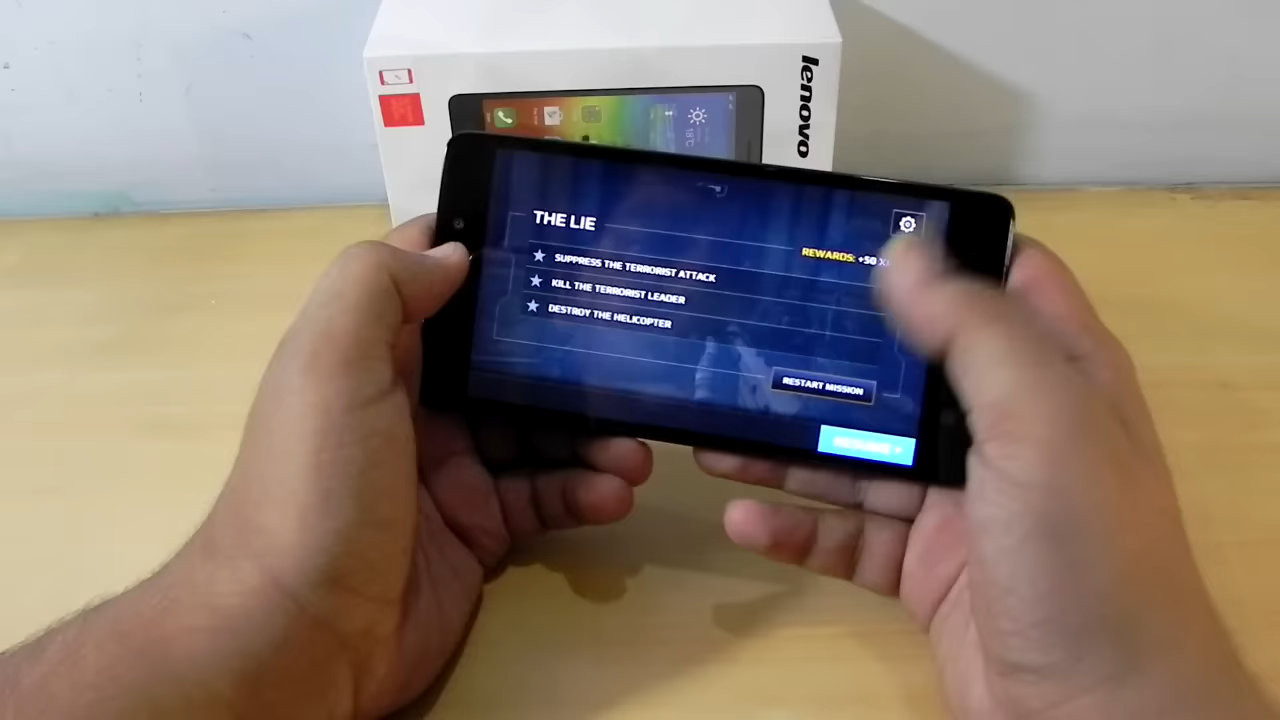 lenovo
THE LIE
REWARDS: +50
SUPPRESS THE TERRORIST ATTACK
KILL THE TERRORIST LEADER
DESTROY THE HELICOPTER
RESTART MISSION